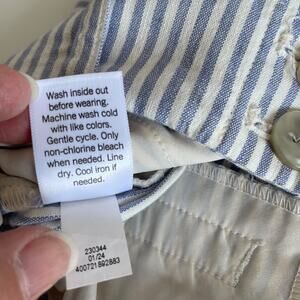 Wash inside out
before wearing.
Machine wash cold
with like colors.
Gentle cycle. Only
non-chlorine bleach
when needed. Line
dry. Cool iron if
needed.
230344
01/24
400721892883